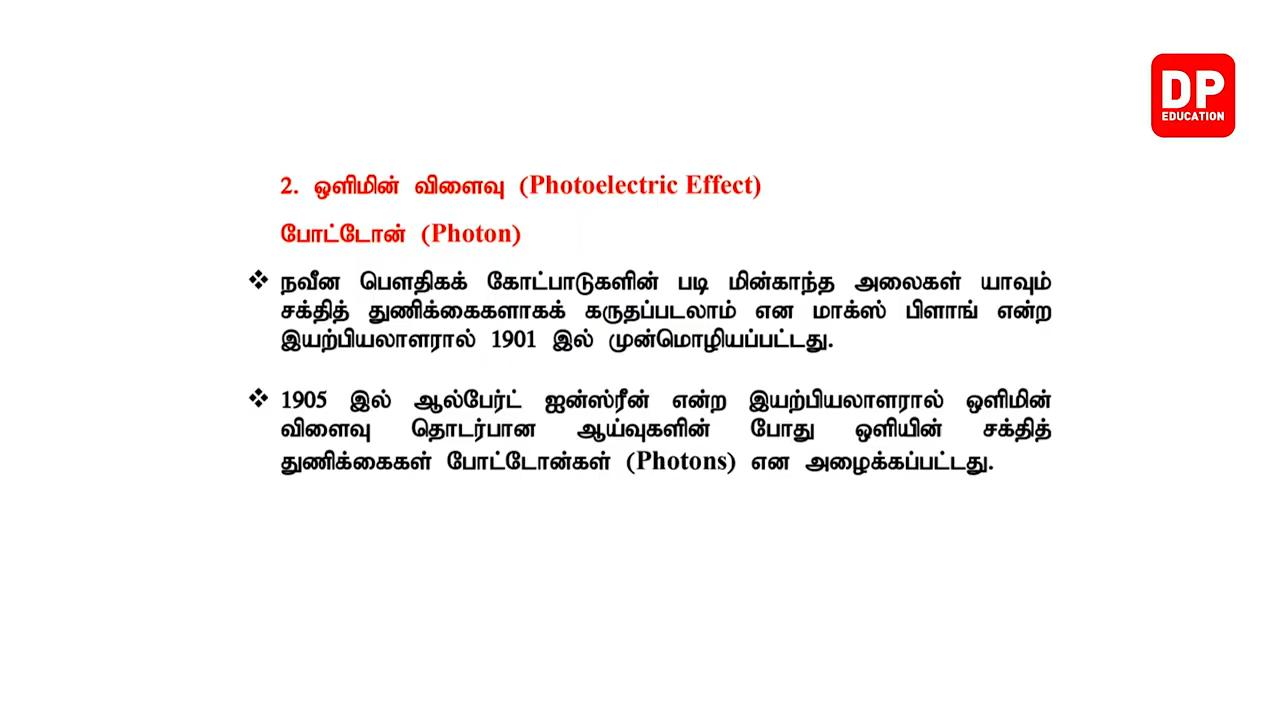 DP
EDUCATION
2. ஒளிமின் விளைவு (Photoelectric Effect)
போட்டோன் (Photon)
❖ நவீன பௌதிகக் கோட்பாடுகளின் படி மின்காந்த அலைகள் யாவும்
சக்தித் துணிக்கைகளாகக் கருதப்படலாம் என மாக்ஸ் பிளாங் என்ற
இயற்பியலாளரால் 1901 இல் முன்மொழியப்பட்டது.
❖ 1905 இல் ஆல்பேர்ட் ஐன்ஸ்ரீன் என்ற இயற்பியலாளரால் ஒளிமின்
விளைவு தொடர்பான ஆய்வுகளின் போது ஒளியின் சக்தித்
துணிக்கைகள் போட்டோன்கள் (Photons) என அழைக்கப்பட்டது.